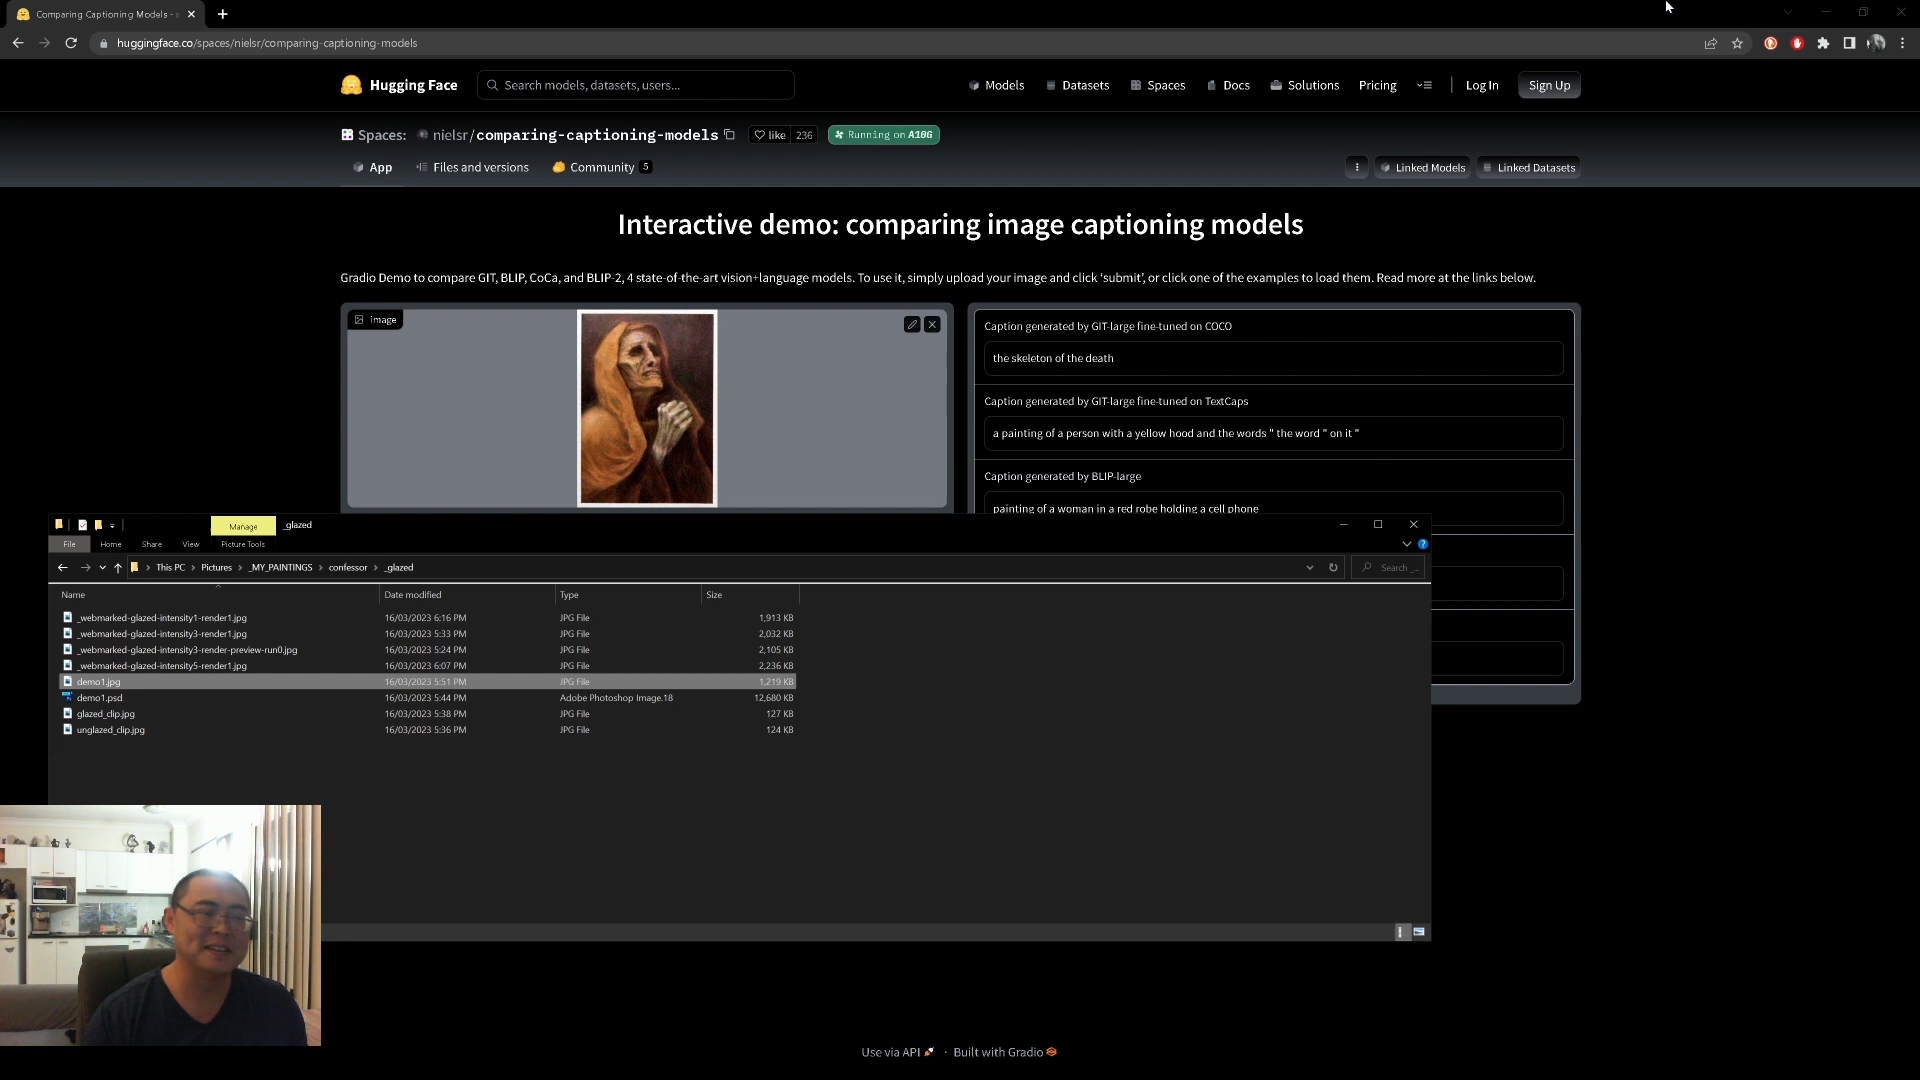 Comparing Captioning Models -
huggingface.co/spaces/nielsr/comparing-captioning-models
Hugging Face
Search models, datasets, users...
Models
Datasets
Spaces
Docs
Solutions
Pricing
Log In
Sign Up
Spaces:
nielsr/comparing-captioning-models
like 236
Running on A10G
App
Files and versions
Community 5
Linked Models
Linked Datasets
Interactive demo: comparing image captioning models
Gradio Demo to compare GIT, BLIP, CoCa, and BLIP-2, 4 state-of-the-art vision+language models. To use it, simply upload your image and click ‘submit’, or click one of the examples to load them. Read more at the links below.
image
Caption generated by GIT-large fine-tuned on COCO
the skeleton of the death
Caption generated by GIT-large fine-tuned on TextCaps
a painting of a person with a yellow hood and the words " the word " on it "
Caption generated by BLIP-large
painting of a woman in a red robe holding a cell phone
Manage
_glazed
File
Home
Share
View
Picture Tools
This PC > Pictures > _MY_PAINTINGS > confessor > _glazed
Search _...
Name Date modified Type Size
_webmarked-glazed-intensity1-render1.jpg 16/03/2023 6:16 PM JPG File 1,913 KB
_webmarked-glazed-intensity3-render1.jpg 16/03/2023 5:33 PM JPG File 2,032 KB
_webmarked-glazed-intensity3-render-preview-run0.jpg 16/03/2023 5:24 PM JPG File 2,105 KB
_webmarked-glazed-intensity5-render1.jpg 16/03/2023 6:07 PM JPG File 2,236 KB
demo1.jpg 16/03/2023 5:51 PM JPG File 1,219 KB
demo1.psd 16/03/2023 5:44 PM Adobe Photoshop Image.18 12,680 KB
glazed_clip.jpg 16/03/2023 5:38 PM JPG File 127 KB
unglazed_clip.jpg 16/03/2023 5:36 PM JPG File 124 KB
Use via API · Built with Gradio